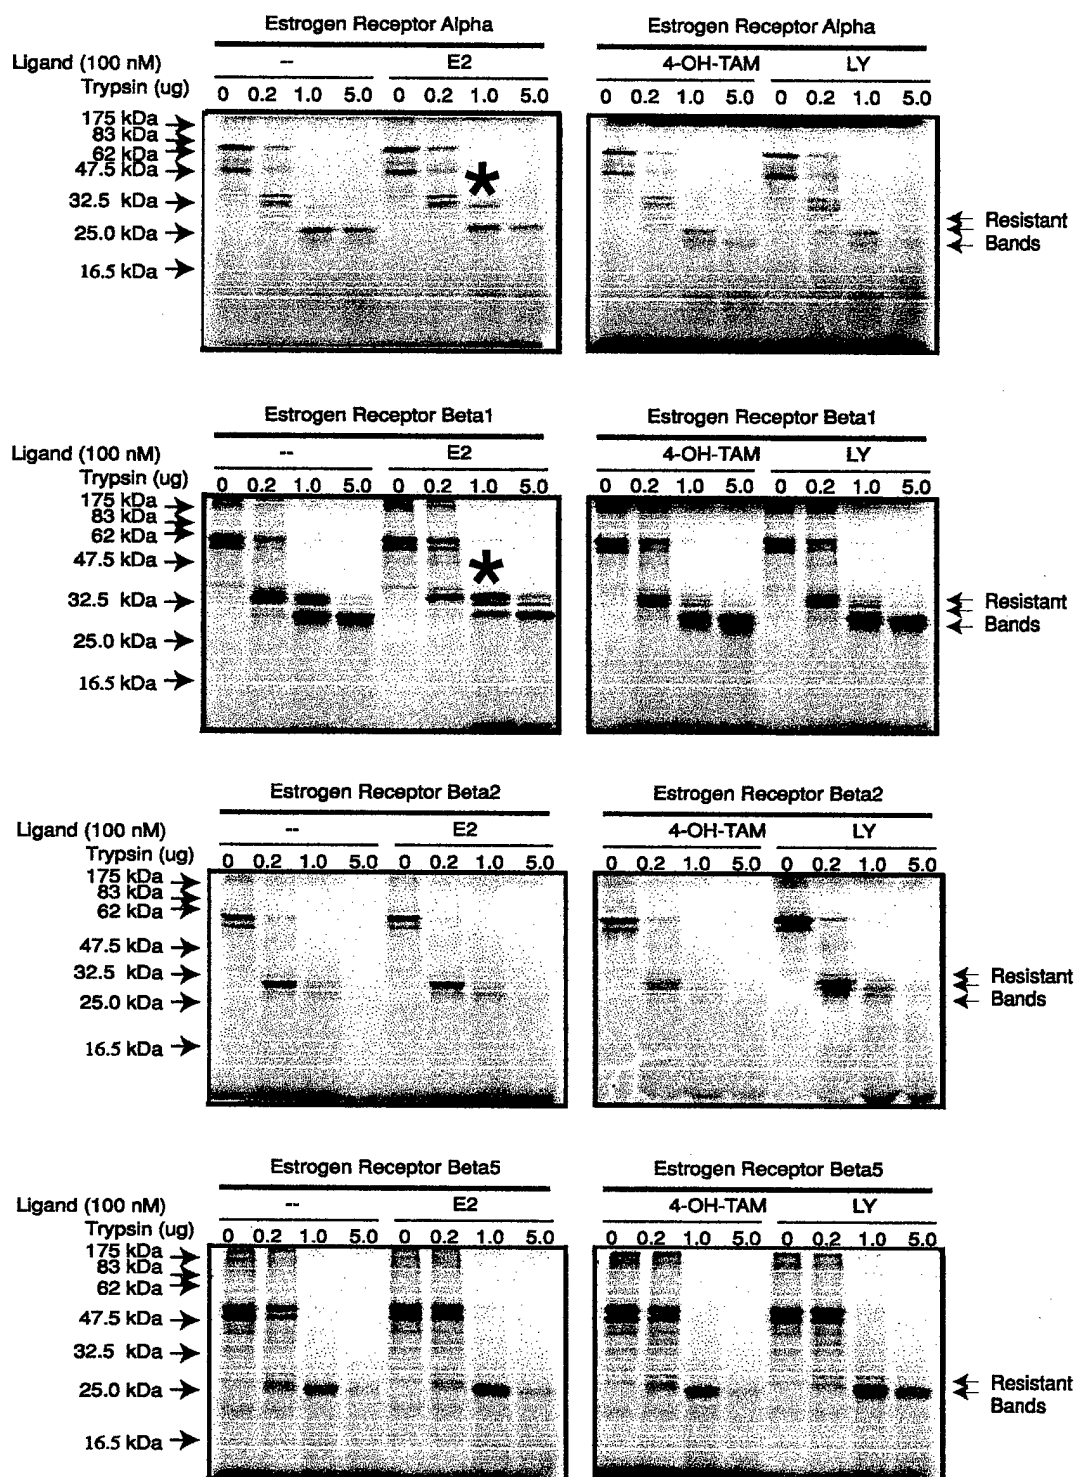 Estrogen Receptor Alpha Estrogen Receptor Alpha
Ligand (100 nM) -- E2 4-OH-TAM LY
Trypsin (ug) 0 0.2 1.0 5.0 0 0.2 1.0 5.0 0 0.2 1.0 5.0 0 0.2 1.0 5.0
175 kDa
83 kDa
62 kDa
47.5 kDa
*
32.5 kDa
Resistant
25.0 kDa
Bands
16.5 kDa
Estrogen Receptor Beta1 Estrogen Receptor Beta1
Ligand (100 nM) -- E2 4-OH-TAM LY
Trypsin (ug) 0 0.2 1.0 5.0 0 0.2 1.0 5.0 0 0.2 1.0 5.0 0 0.2 1.0 5.0
175 kDa
83 kDa
62 kDa
47.5 kDa
*
32.5 kDa Resistant
Bands
25.0 kDa
16.5 kDa
Estrogen Receptor Beta2 Estrogen Receptor Beta2
Ligand (100 nM) -- E2 4-OH-TAM LY
Trypsin (ug) 0 0.2 1.0 5.0 0 0.2 1.0 5.0 0 0.2 1.0 5.0 0 0.2 1.0 5.0
175 kDa
83 kDa
62 kDa
47.5 kDa
32.5 kDa Resistant
25.0 kDa Bands
16.5 kDa
Estrogen Receptor Beta5 Estrogen Receptor Beta5
Ligand (100 nM) -- E2 4-OH-TAM LY
Trypsin (ug) 0 0.2 1.0 5.0 0 0.2 1.0 5.0 0 0.2 1.0 5.0 0 0.2 1.0 5.0
175 kDa
83 kDa
62 kDa
47.5 kDa
32.5 kDa
Resistant
25.0 kDa
Bands
16.5 kDa